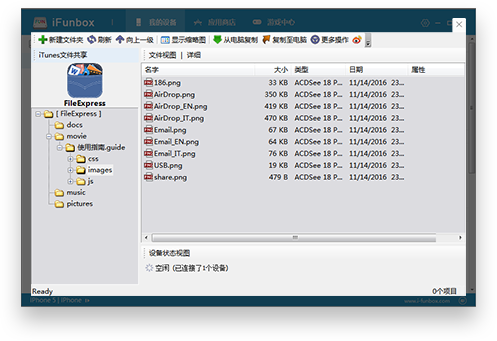 iFunbox 我的设备 应用商店 游戏中心
新建文件夹 刷新 向上一级 显示缩略图 从电脑复制 复制至电脑 更多操作
iTunes文件共享
FileExpress
[ FileExpress ]
docs
movie
使用指南.guide
css
images
js
music
pictures
文件视图 | 详细
名字 大小 类型 日期 属性
186.png 33 KB ACDSee 18 P... 11/14/2016 23...
AirDrop.png 350 KB ACDSee 18 P... 11/14/2016 23...
AirDrop_EN.png 419 KB ACDSee 18 P... 11/14/2016 23...
AirDrop_IT.png 470 KB ACDSee 18 P... 11/14/2016 23...
Email.png 67 KB ACDSee 18 P... 11/14/2016 23...
Email_EN.png 64 KB ACDSee 18 P... 11/14/2016 23...
Email_IT.png 76 KB ACDSee 18 P... 11/14/2016 23...
USB.png 19 KB ACDSee 18 P... 11/14/2016 23...
share.png 479 B ACDSee 18 P... 11/14/2016 23...
设备状态视图
空闲 (已连接了1个设备)
Ready 0个项目
iPhone 5 | iPhone www.i-funbox.com